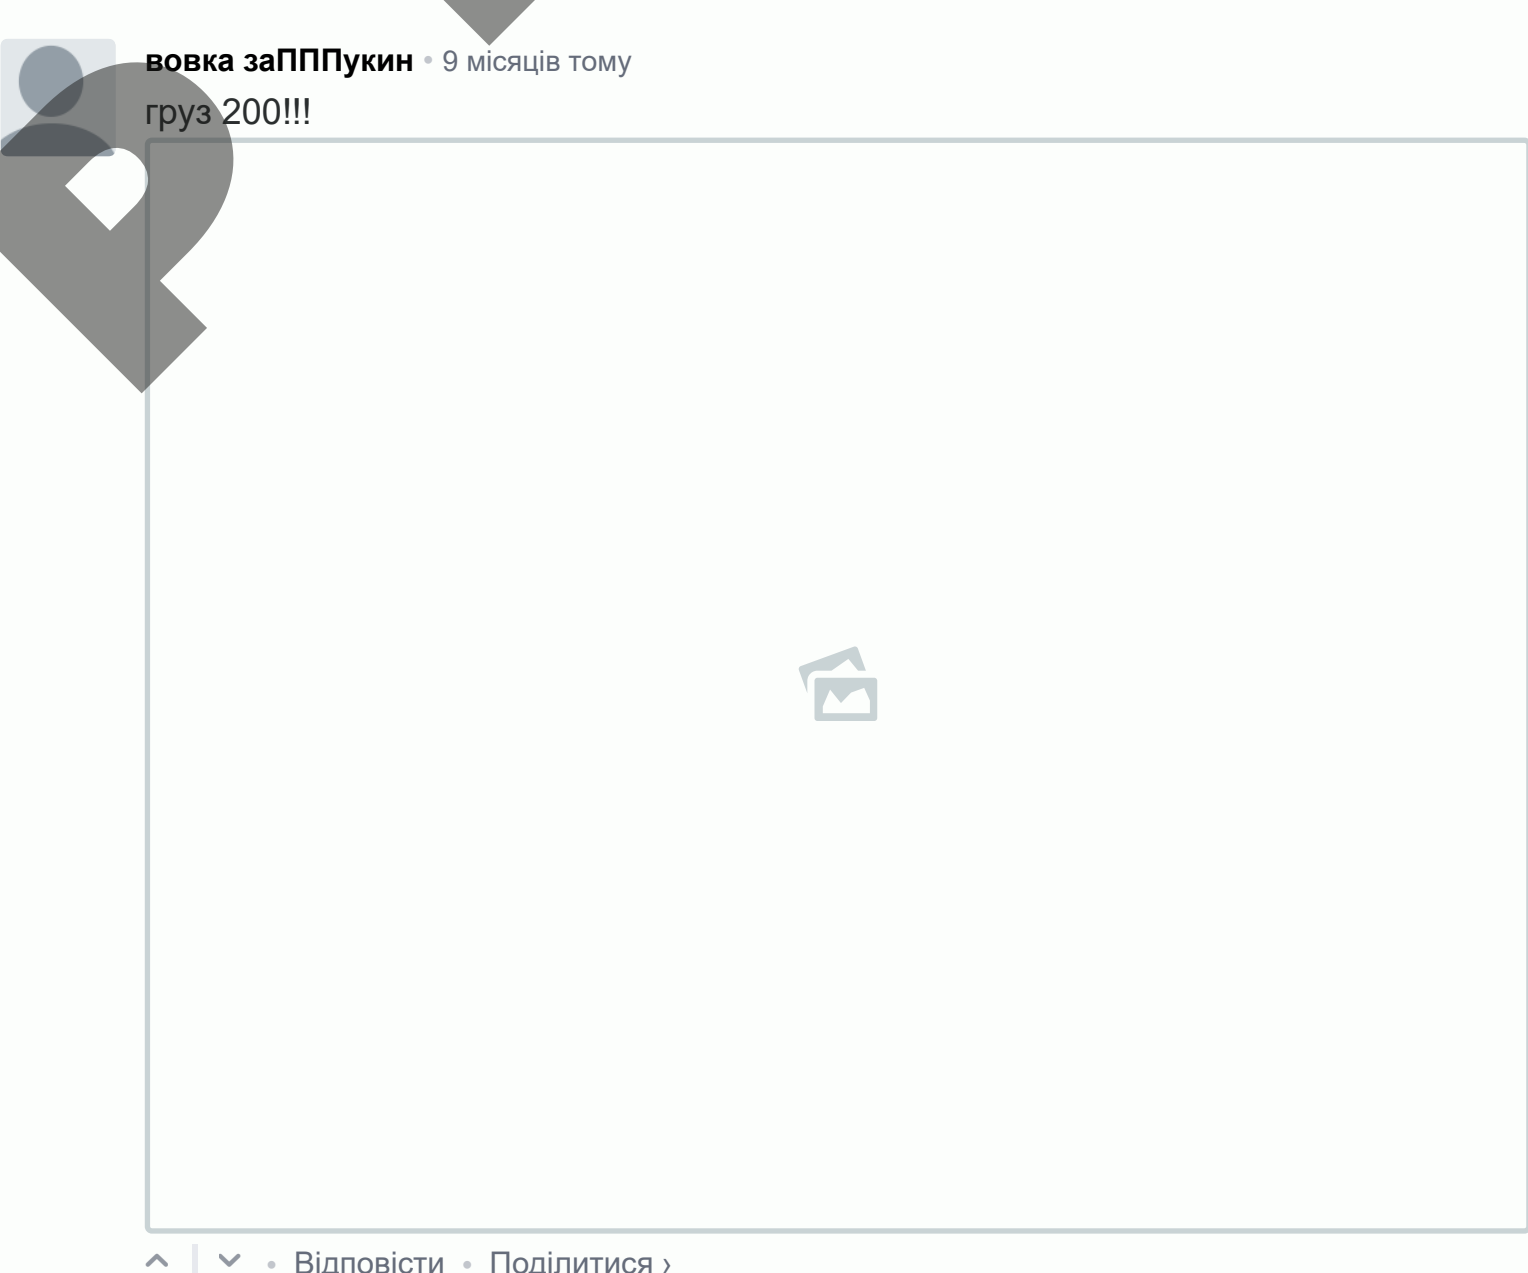 вовка заПППукин • 9 місяців тому
груз 200!!!
• Відповісти • Поділитися ›